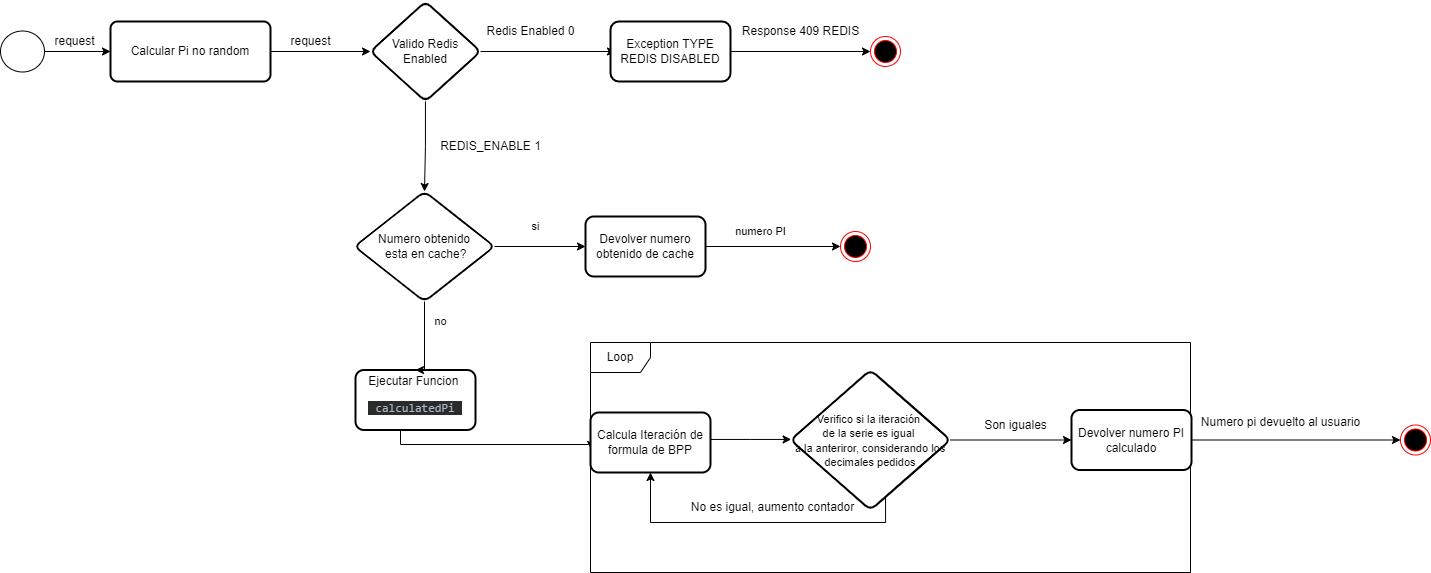 request
Calcular Pi no random
request
Valido Redis
Enabled
Redis Enabled 0
Exception TYPE
REDIS DISABLED
Response 409 REDIS
REDIS_ENABLE 1
Numero obtenido
esta en cache?
si
Devolver numero
obtenido de cache
numero PI
no
Ejecutar Funcion
calculatedPi
Loop
Calcula Iteración de
formula de BPP
Verifico si la iteración
de la serie es igual
a la anteriror, considerando los
decimales pedidos
Son iguales
Devolver numero PI
calculado
Numero pi devuelto al usuario
No es igual, aumento contador